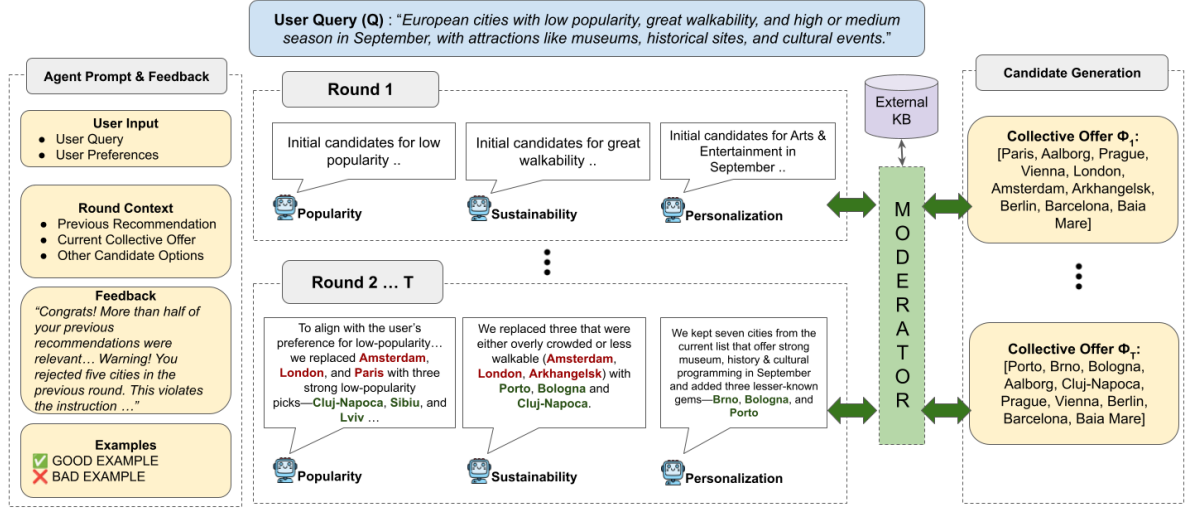 User Query (Q) : “European cities with low popularity, great walkability, and high or medium
season in September, with attractions like museums, historical sites, and cultural events.”
Agent Prompt & Feedback
User Input
● User Query
● User Preferences
Round Context
● Previous Recommendation
● Current Collective Offer
● Other Candidate Options
Feedback
“Congrats! More than half of
your previous
recommendations were
relevant… Warning! You
rejected five cities in the
previous round. This violates
the instruction …”
Examples
✅ GOOD EXAMPLE
❌ BAD EXAMPLE
Round 1
Initial candidates for low
popularity ..
Popularity
Initial candidates for great
walkability ..
Sustainability
Initial candidates for Arts &
Entertainment in
September ..
Personalization
Round 2 … T
To align with the user’s
preference for low-popularity…
we replaced Amsterdam,
London, and Paris with three
strong low-popularity
picks—Cluj-Napoca, Sibiu, and
Lviv …
Popularity
We replaced three that were
either overly crowded or less
walkable (Amsterdam,
London, Arkhangelsk) with
Porto, Bologna and
Cluj-Napoca.
Sustainability
We kept seven cities from the
current list that offer strong
museum, history & cultural
programming in September
and added three lesser-known
gems—Brno, Bologna, and
Porto
Personalization
External
KB
MODERATOR
Candidate Generation
Collective Offer Φ1:
[Paris, Aalborg, Prague,
Vienna, London,
Amsterdam, Arkhangelsk,
Berlin, Barcelona, Baia
Mare]
Collective Offer ΦT:
[Porto, Brno, Bologna,
Aalborg, Cluj-Napoca,
Prague, Vienna, Berlin,
Barcelona, Baia Mare]